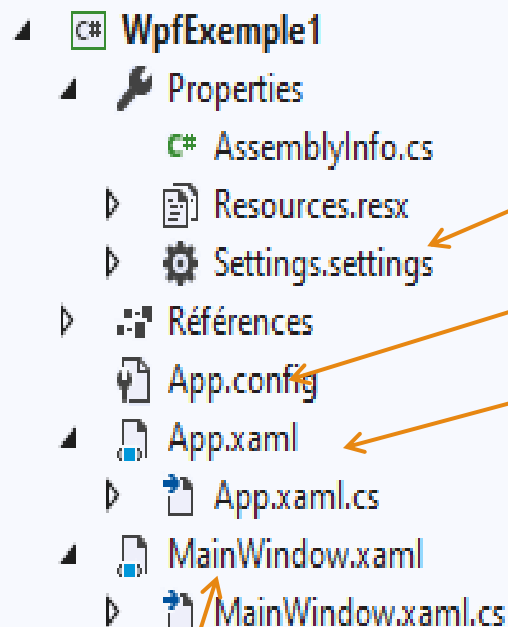 C# WpfExemple1
Properties
C# AssemblyInfo.cs
Resources.resx
Settings.settings
Références
App.config
App.xaml
App.xaml.cs
MainWindow.xaml
MainWindow.xaml.cs